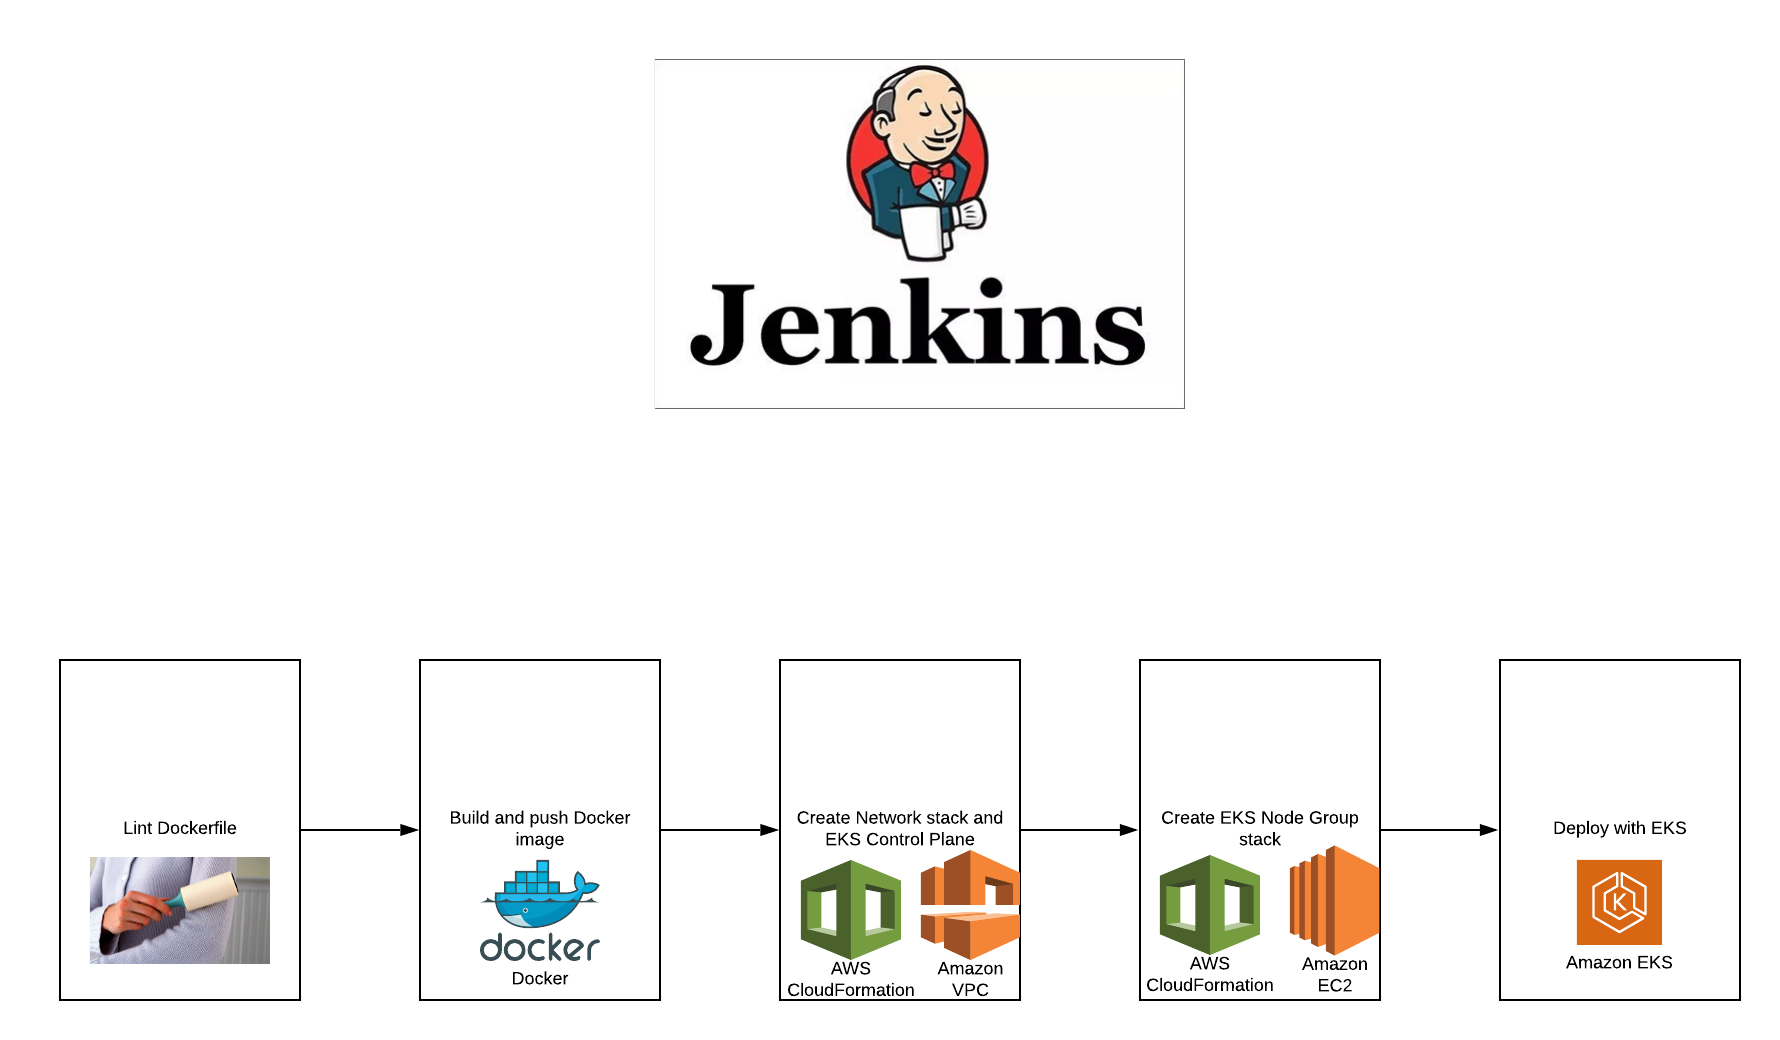 Jenkins
Lint Dockerfile
Build and push Docker
image
docker
Docker
Create Network stack and
EKS Control Plane
AWS
CloudFormation
Amazon
VPC
Create EKS Node Group
stack
AWS
CloudFormation
Amazon
EC2
Deploy with EKS
K
Amazon EKS